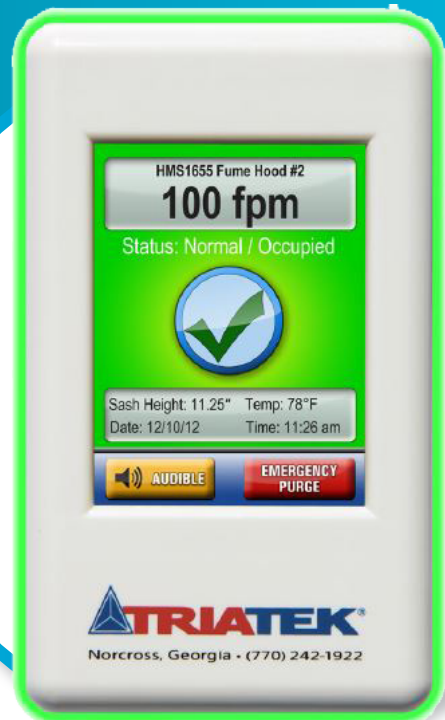 HMS1655 Fume Hood #2
100 fpm
Status: Normal / Occupied
Sash Height: 11.25" Temp: 78°F
Date: 12/10/12 Time: 11:26 am
AUDIBLE
EMERGENCY
PURGE
TRIATEK®
Norcross, Georgia • (770) 242-1922